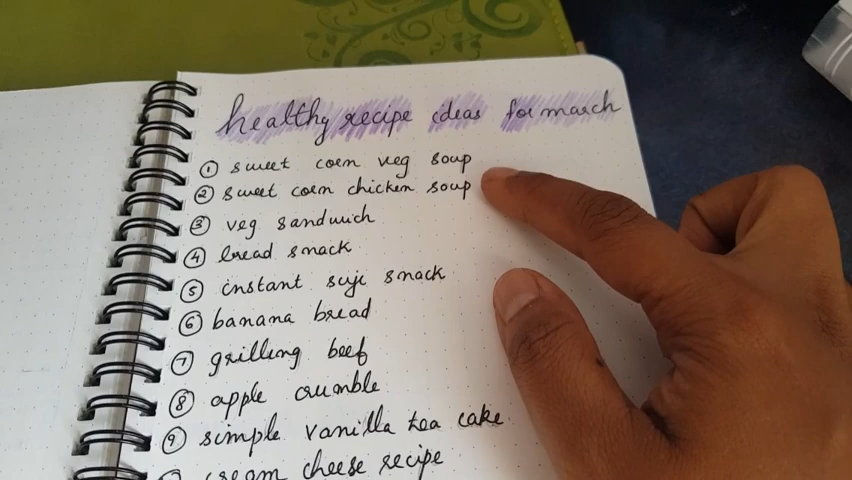 healthy recipe ideas for march
① sweet corn veg soup
② sweet corn chicken soup
③ veg sandwich
④ bread snack
⑤ instant suji snack
⑥ banana bread
⑦ grilling beef
⑧ apple crumble
⑨ simple vanilla tea cake
cream cheese recipe